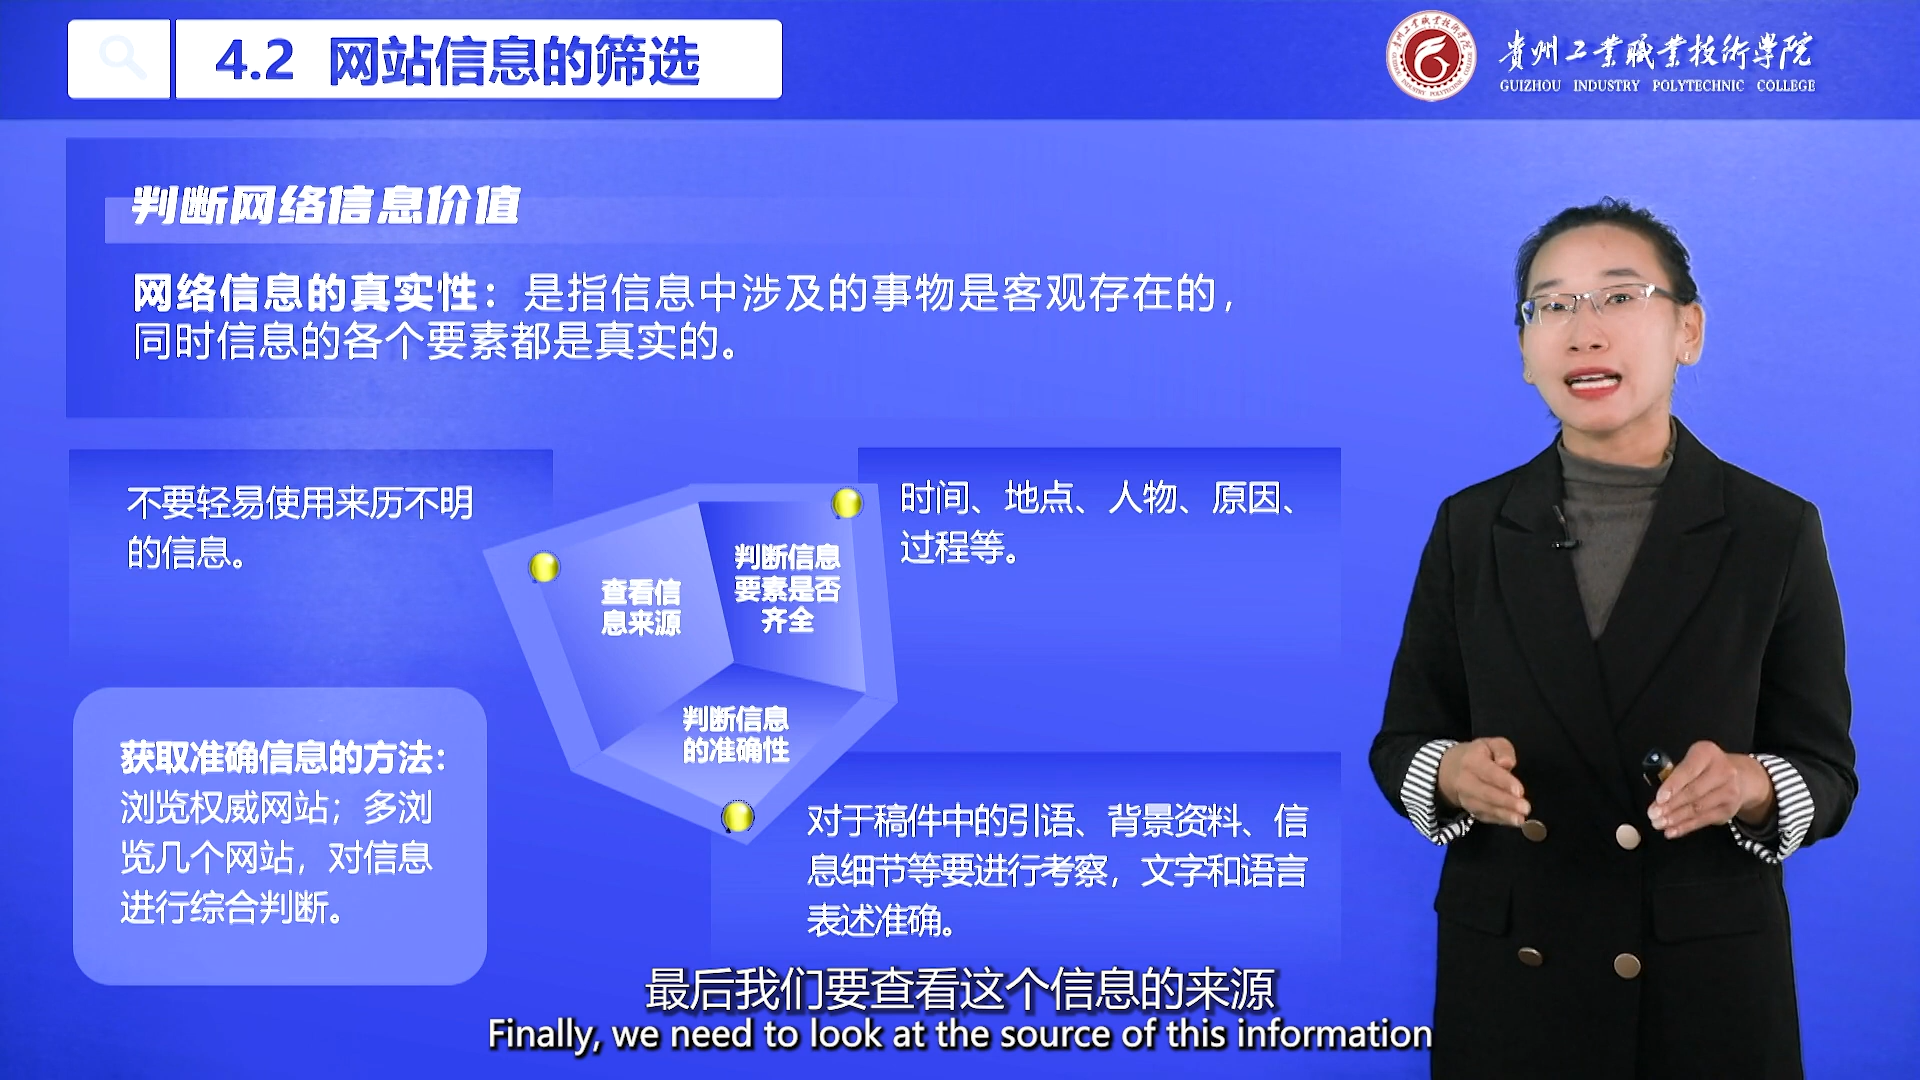 4.2 网站信息的筛选
贵州工業職業技術學院
GUIZHOU INDUSTRY POLYTECHNIC COLLEGE
判断网络信息价值
网络信息的真实性：是指信息中涉及的事物是客观存在的，
同时信息的各个要素都是真实的。
不要轻易使用来历不明
的信息。
时间、地点、人物、原因、
过程等。
查看信
息来源
判断信息
要素是否
齐全
判断信息
的准确性
获取准确信息的方法：
浏览权威网站；多浏
览几个网站，对信息
进行综合判断。
对于稿件中的引语、背景资料、信
息细节等要进行考察，文字和语言
表述准确。
最后我们要查看这个信息的来源
Finally, we need to look at the source of this information